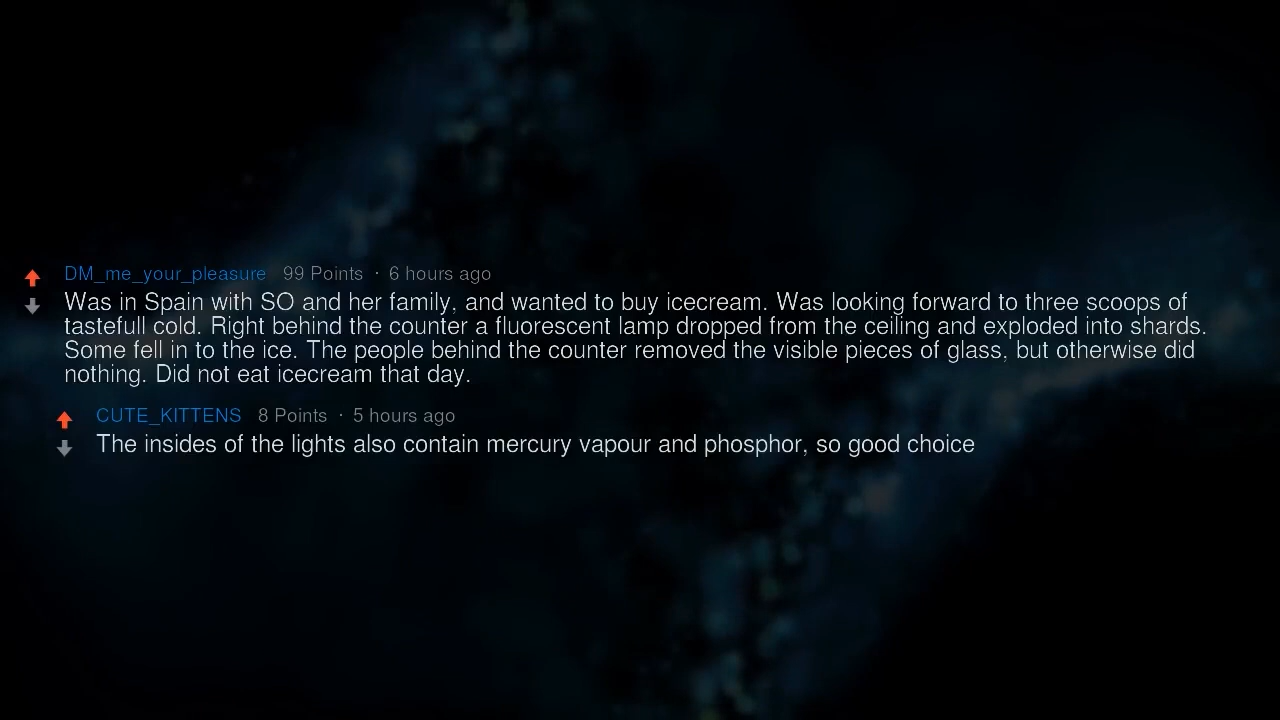 DM_me_your_pleasure 99 Points · 6 hours ago
Was in Spain with SO and her family, and wanted to buy icecream. Was looking forward to three scoops of
tastefull cold. Right behind the counter a fluorescent lamp dropped from the ceiling and exploded into shards.
Some fell in to the ice. The people behind the counter removed the visible pieces of glass, but otherwise did
nothing. Did not eat icecream that day.
CUTE_KITTENS 8 Points · 5 hours ago
The insides of the lights also contain mercury vapour and phosphor, so good choice